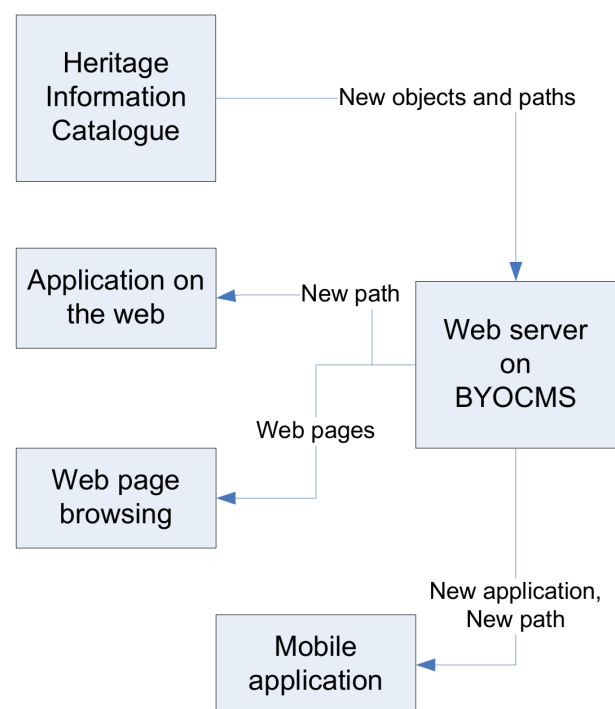 Heritage
Information
Catalogue
New objects and paths
Application on
the web
New path
Web server
on
BYOCMS
Web pages
Web page
browsing
New application,
New path
Mobile
application